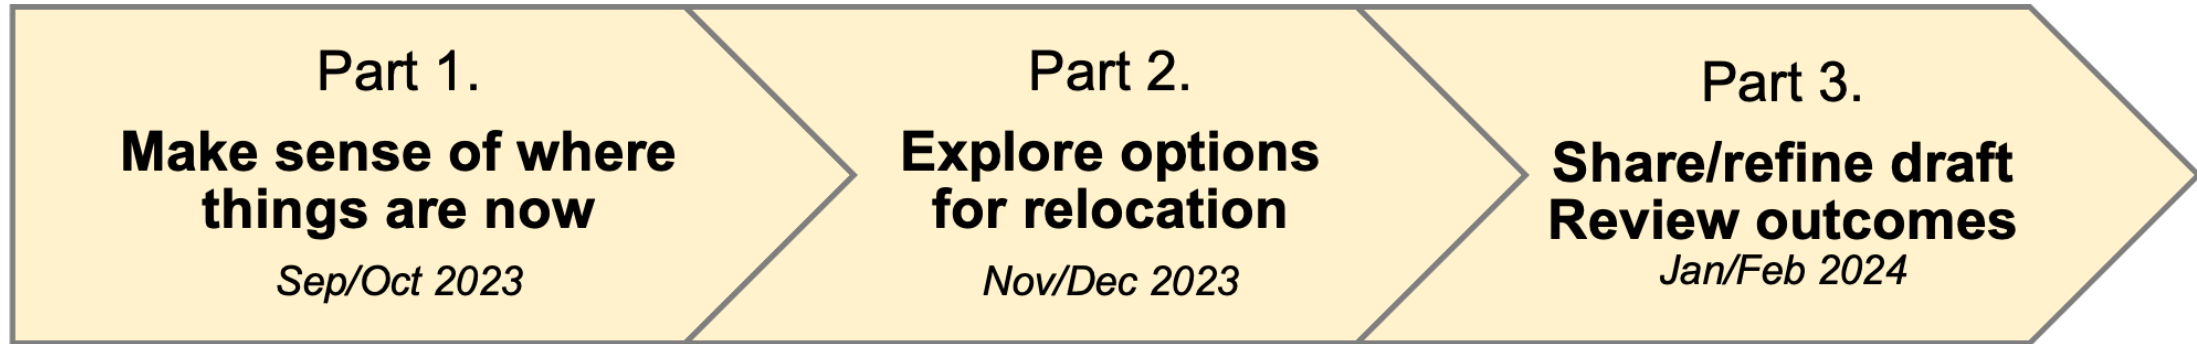 Part 1.
Make sense of where
things are now
Sep/Oct 2023
Part 2.
Explore options
for relocation
Nov/Dec 2023
Part 3.
Share/refine draft
Review outcomes
Jan/Feb 2024